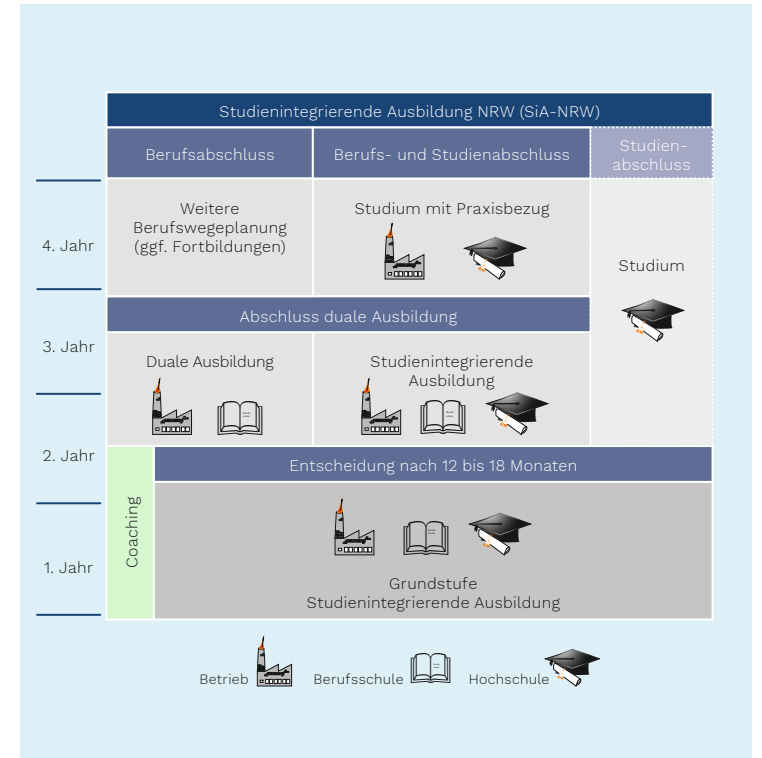 Studienintegrierende Ausbildung NRW (SiA-NRW)
Berufsabschluss
Berufs- und Studienabschluss
Studien-
abschluss
4. Jahr
Weitere
Berufswegeplanung
(ggf. Fortbildungen)
Studium mit Praxisbezug
Studium
Abschluss duale Ausbildung
3. Jahr
Duale Ausbildung
Studienintegrierende
Ausbildung
2. Jahr
Entscheidung nach 12 bis 18 Monaten
Coaching
1. Jahr
Grundstufe
Studienintegrierende Ausbildung
Betrieb
Berufsschule
Hochschule